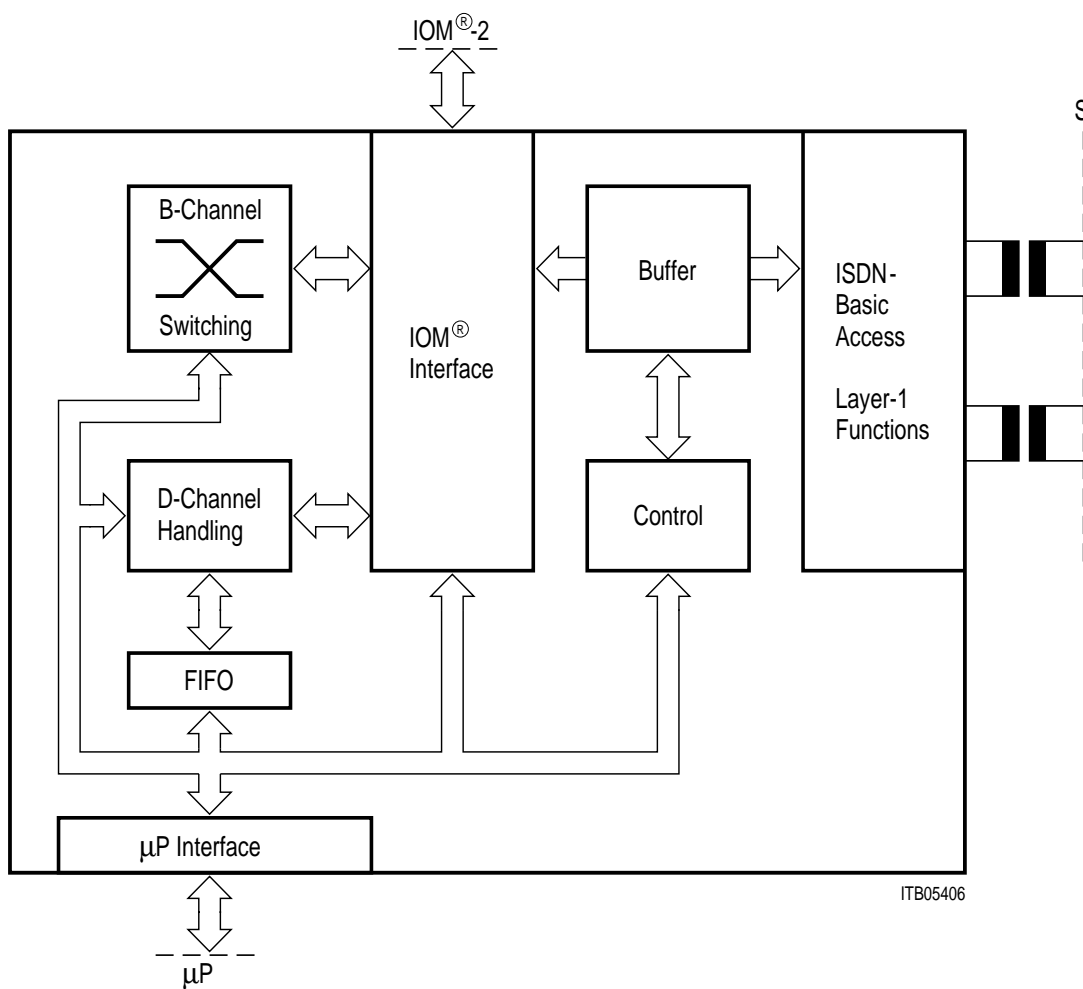 IOM®-2
S
B-Channel
Switching
IOM®
Interface
Buffer
ISDN-
Basic
Access
Layer-1
Functions
D-Channel
Handling
Control
FIFO
µP Interface
ITB05406
µP